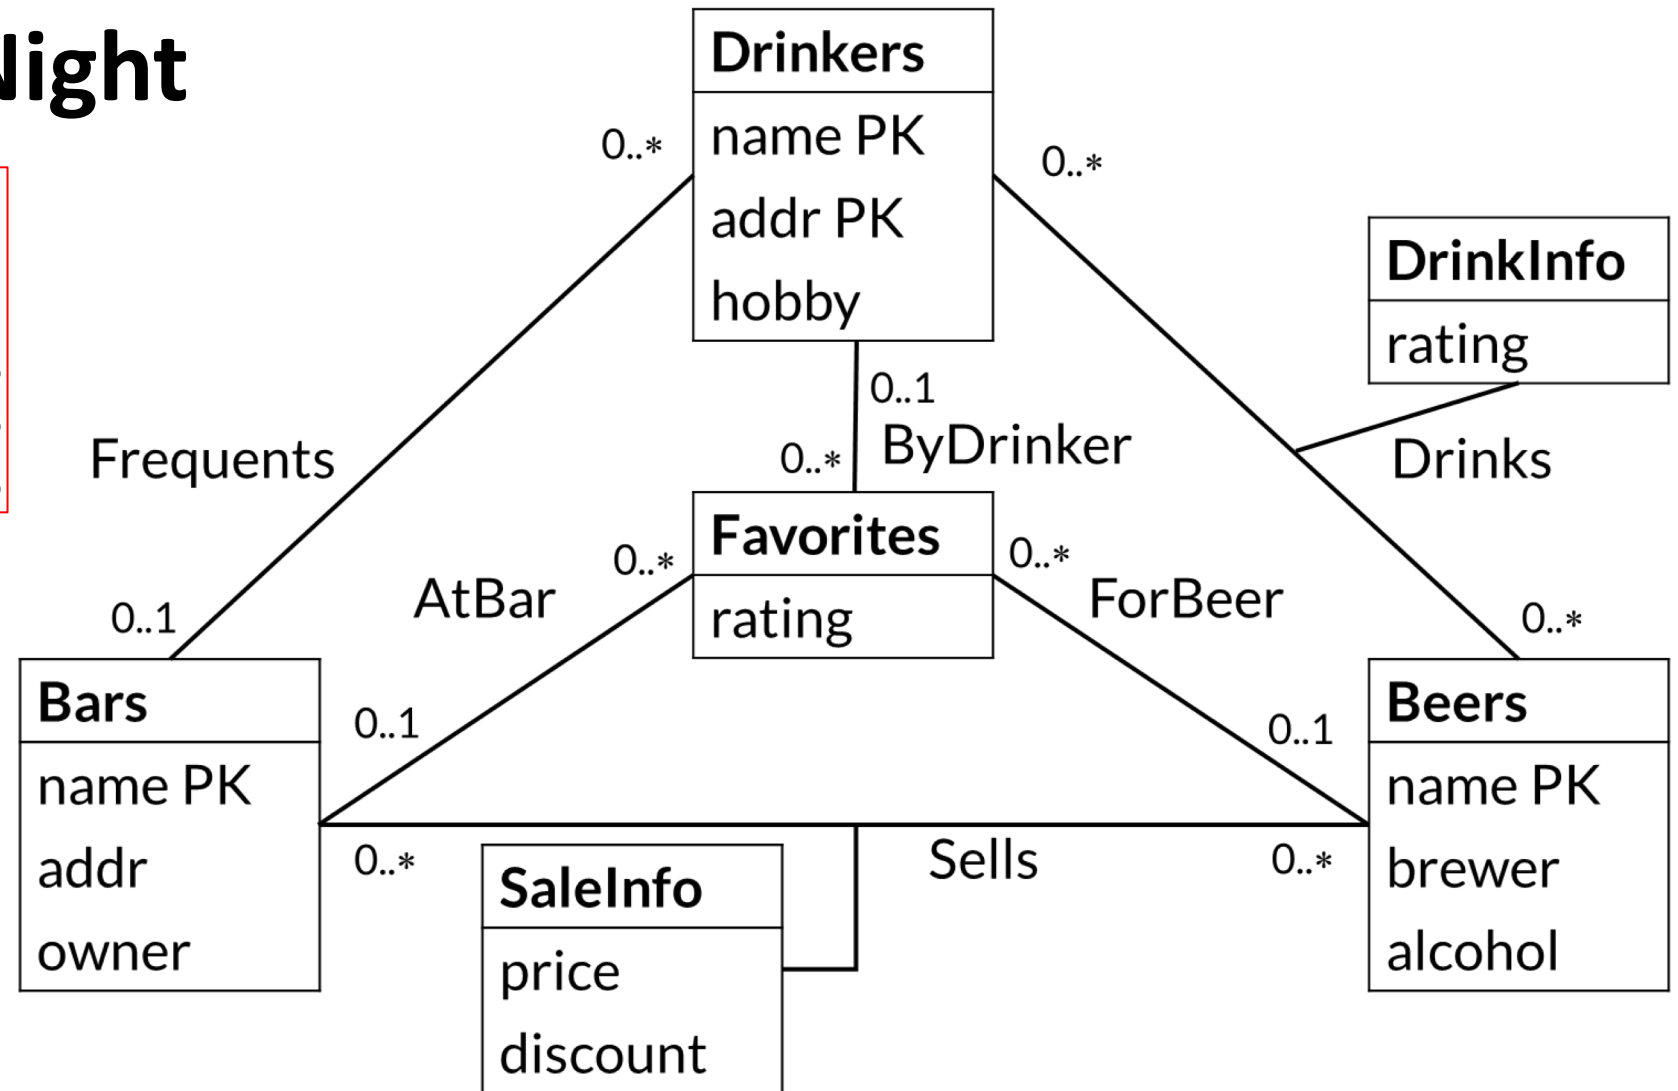 Night
Drinkers
name PK
addr PK
hobby
0..*
0..*
DrinkInfo
rating
0..1
0..*
ByDrinker
Frequents
Drinks
Favorites
rating
0..*
0..*
AtBar
ForBeer
0..1
0..*
Bars
name PK
addr
owner
0..1
0..1
Beers
name PK
brewer
alcohol
0..*
Sells
0..*
SaleInfo
price
discount